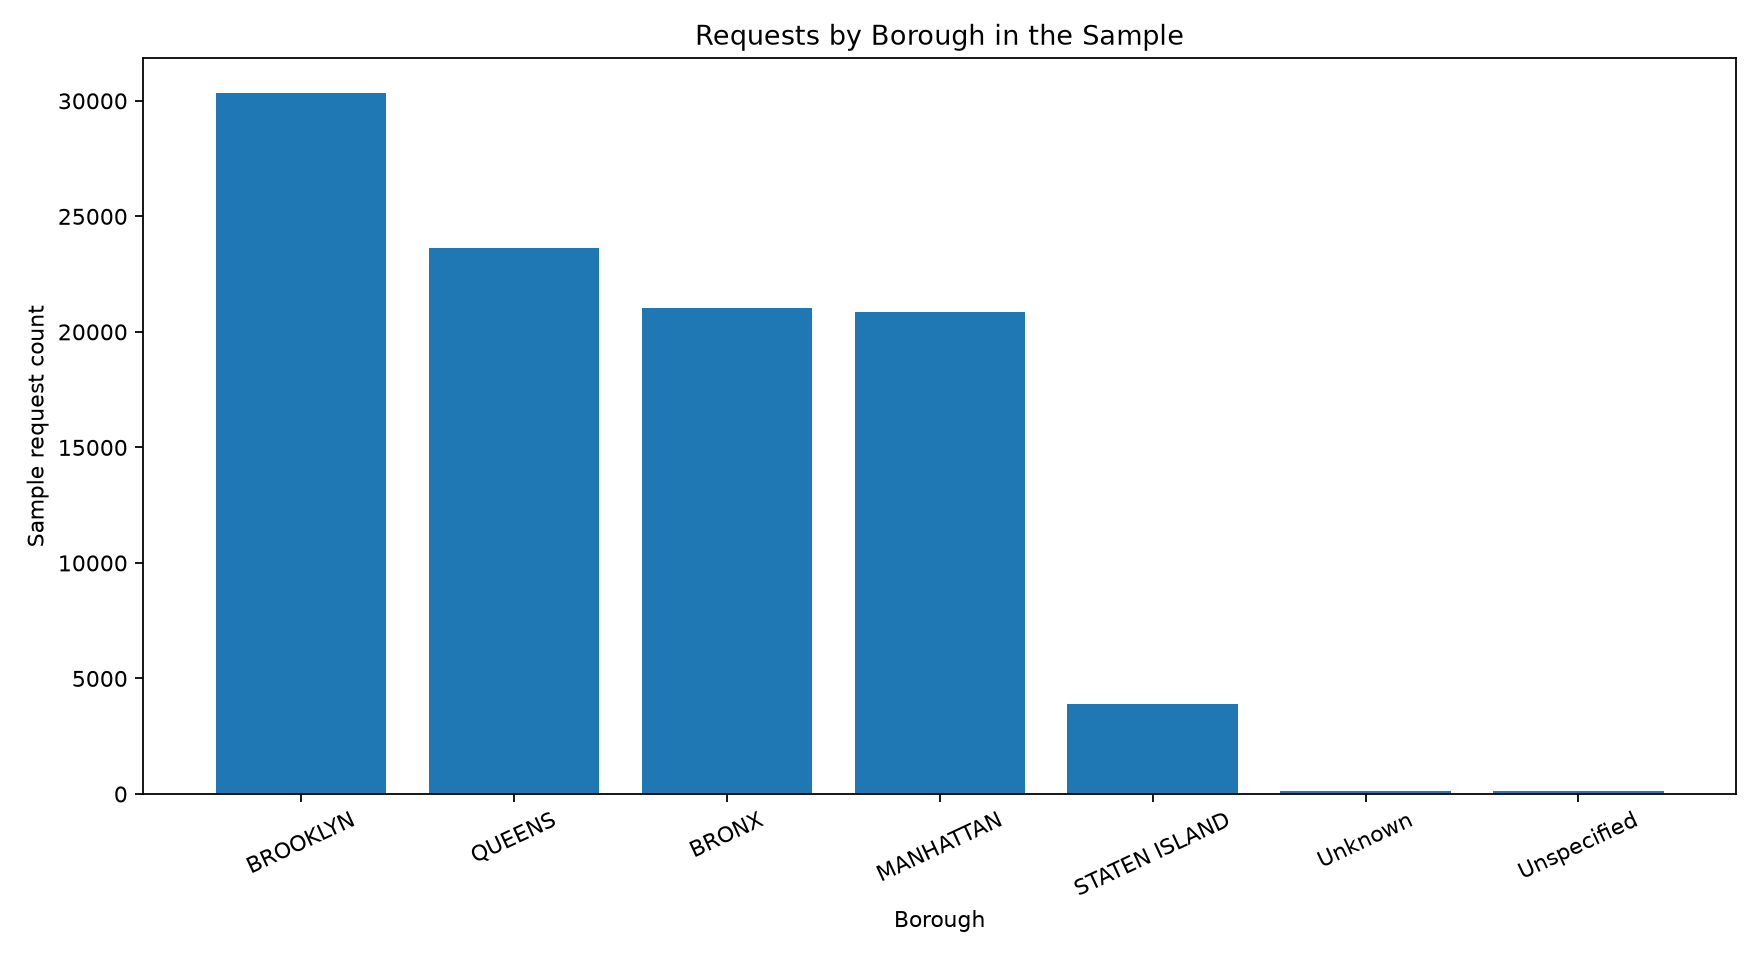 Requests by Borough in the Sample
Sample request count
30000
25000
20000
15000
10000
5000
0
BROOKLYN
QUEENS
BRONX
MANHATTAN
STATEN ISLAND
Unknown
Unspecified
Borough